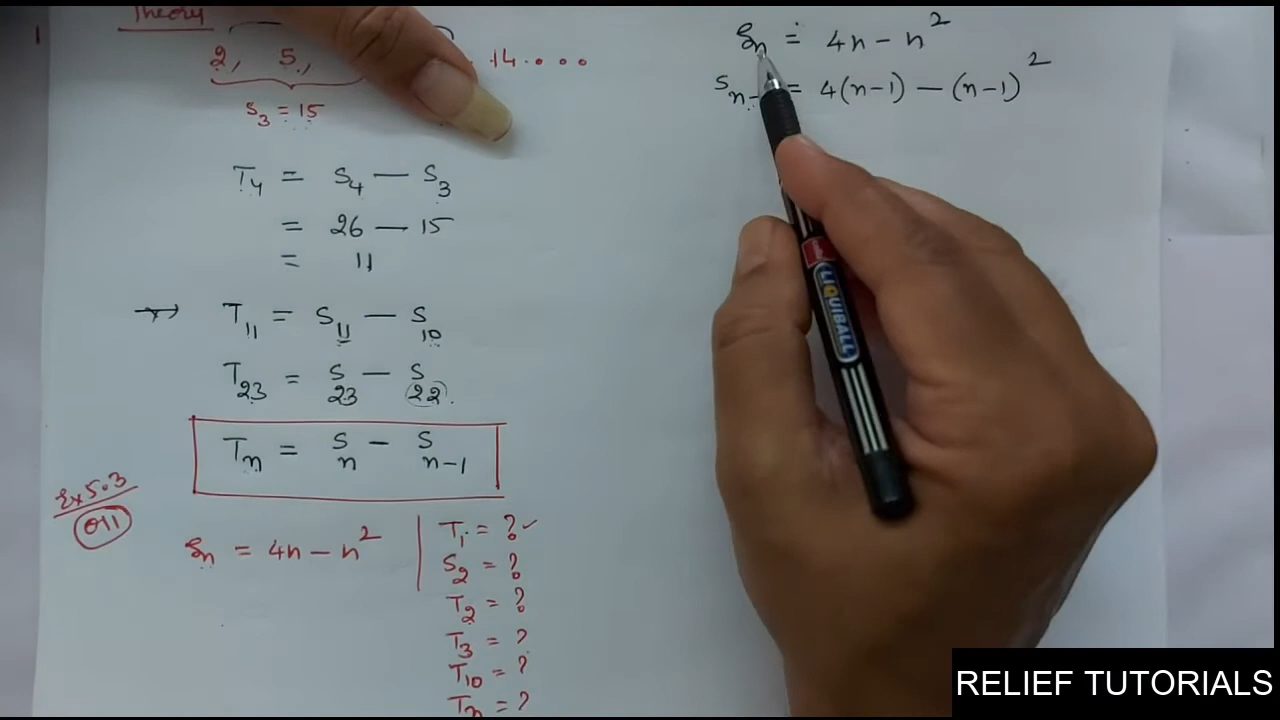 Theory
2, 5, 14....
S₃ = 15
T₄ = S₄ — S₃
= 26 — 15
= 11
T₁₁ = S₁₁ — S₁₀
T₂₃ = S₂₃ — S₂₂
Tₙ = Sₙ — Sₙ₋₁
Ex 5.3
Q11
Sₙ = 4n — n²
T₁ = ? ✓
S₂ = ?
T₂ = ?
T₃ = ?
T₁₀ = ?
Tₙ = ?
Sₙ = 4n — n²
= 4(n-1) — (n-1)²
LIQUIBALL
RELIEF TUTORIALS